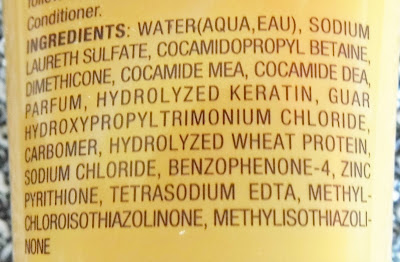 Conditioner.
INGREDIENTS: WATER(AQUA,EAU), SODIUM
LAURETH SULFATE, COCAMIDOPROPYL BETAINE,
DIMETHICONE, COCAMIDE MEA, COCAMIDE DEA,
PARFUM, HYDROLYZED KERATIN, GUAR
HYDROXYPROPYLTRIMONIUM CHLORIDE,
CARBOMER, HYDROLYZED WHEAT PROTEIN,
SODIUM CHLORIDE, BENZOPHENONE-4, ZINC
PYRITHIONE, TETRASODIUM EDTA, METHYL-
CHLOROISOTHIAZOLINONE, METHYLISOTHIAZOLI-
NONE